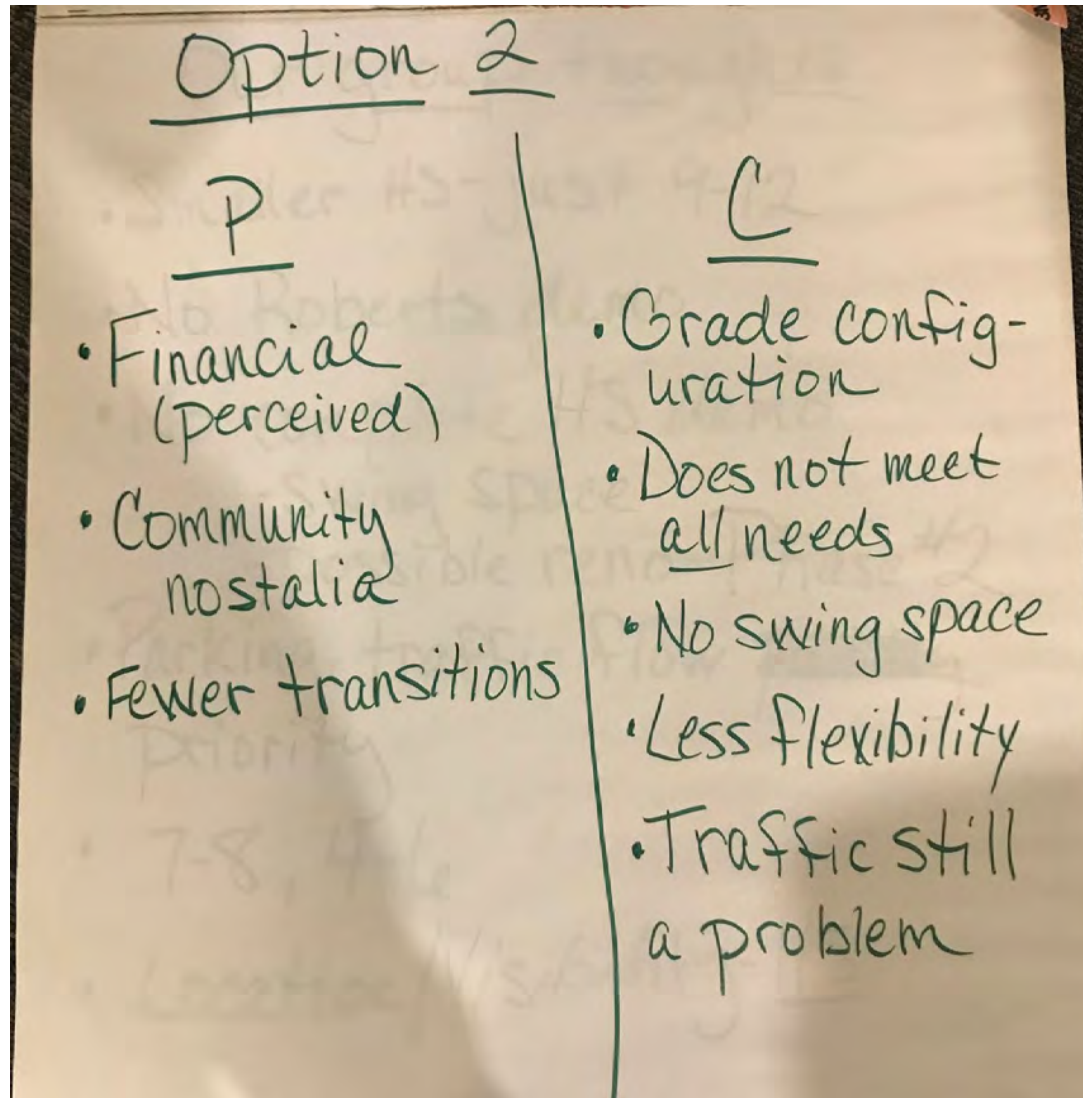 Option 2
P
• Financial
(perceived)
• Community
nostalia
• Fewer transitions
C
• Grade config-
uration
• Does not meet
all needs
• No swing space
• Less flexibility
• Traffic still
a problem